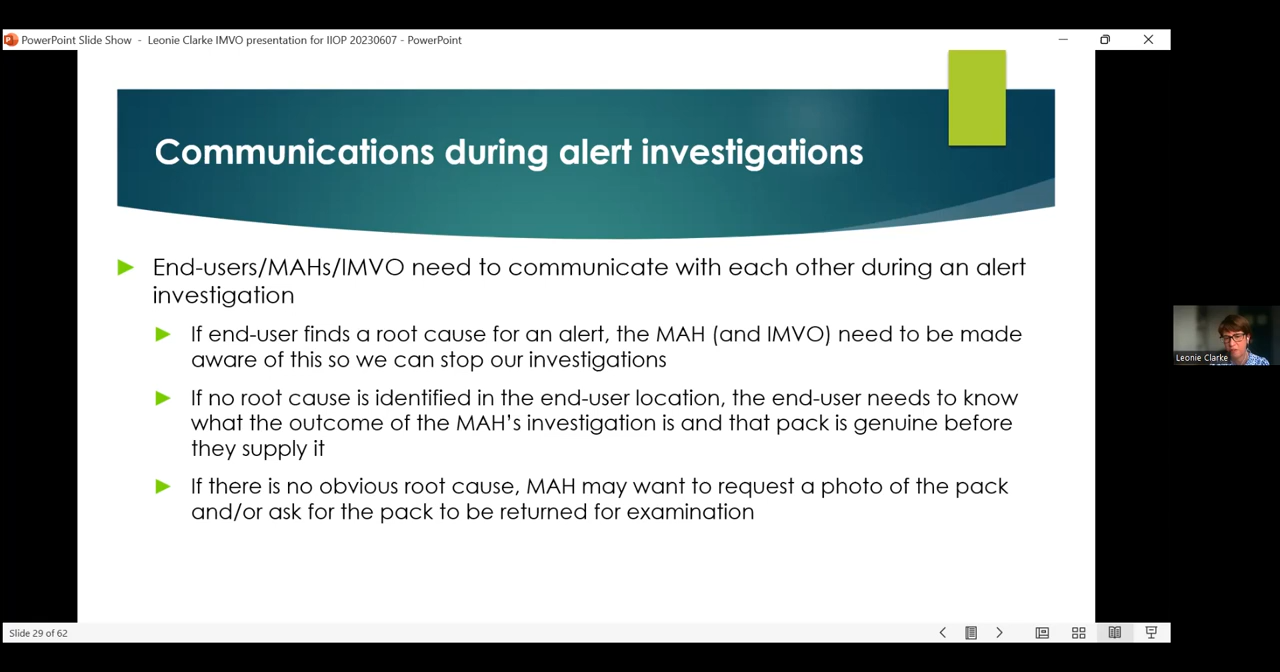 PowerPoint Slide Show - Leonie Clarke IMVO presentation for IIOP 20230607 - PowerPoint
Communications during alert investigations
End-users/MAHs/IMVO need to communicate with each other during an alert
investigation
If end-user finds a root cause for an alert, the MAH (and IMVO) need to be made
aware of this so we can stop our investigations
If no root cause is identified in the end-user location, the end-user needs to know
what the outcome of the MAH’s investigation is and that pack is genuine before
they supply it
If there is no obvious root cause, MAH may want to request a photo of the pack
and/or ask for the pack to be returned for examination
Leonie Clarke
Slide 29 of 62